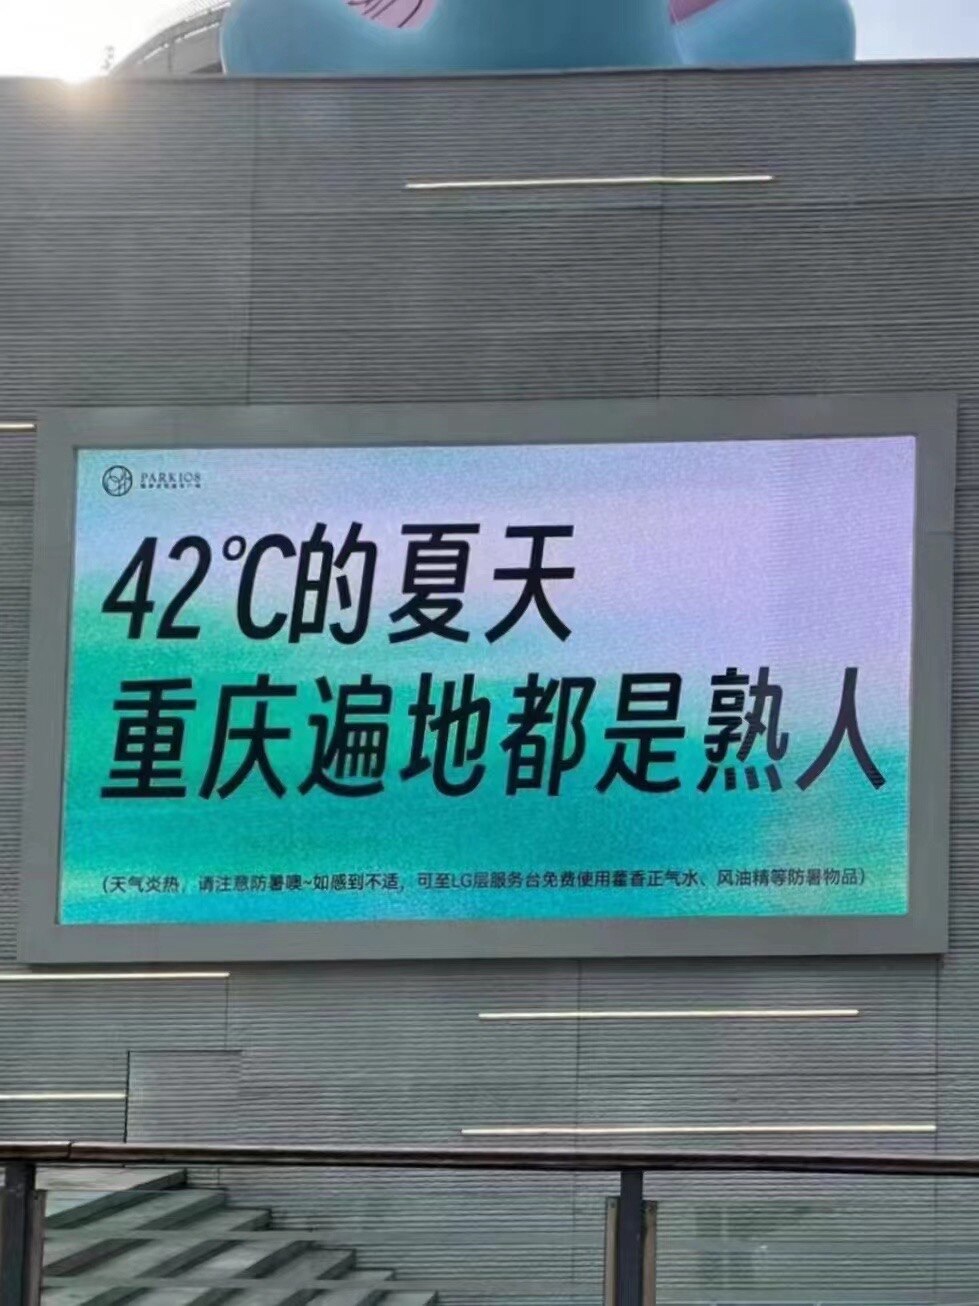 PARK108
42℃的夏天
重庆遍地都是熟人
(天气炎热，请注意防暑噢~如感到不适，可至LG层服务台免费使用藿香正气水、风油精等防暑物品)